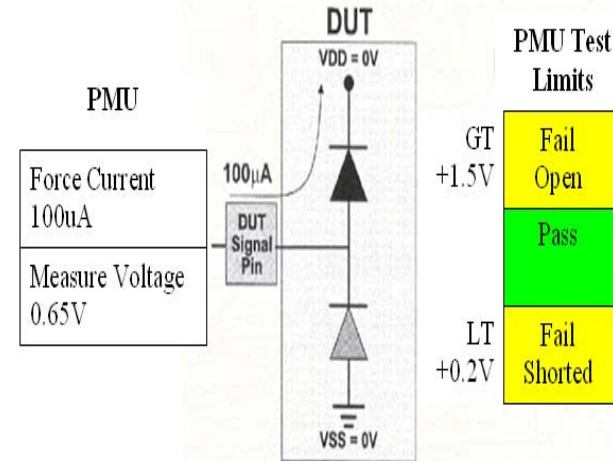 DUT
VDD = 0V
PMU Test
Limits
PMU
Force Current
100uA
Measure Voltage
0.65V
100µA
DUT
Signal
Pin
VSS = 0V
GT
+1.5V
Fail
Open
Pass
LT
+0.2V
Fail
Shorted